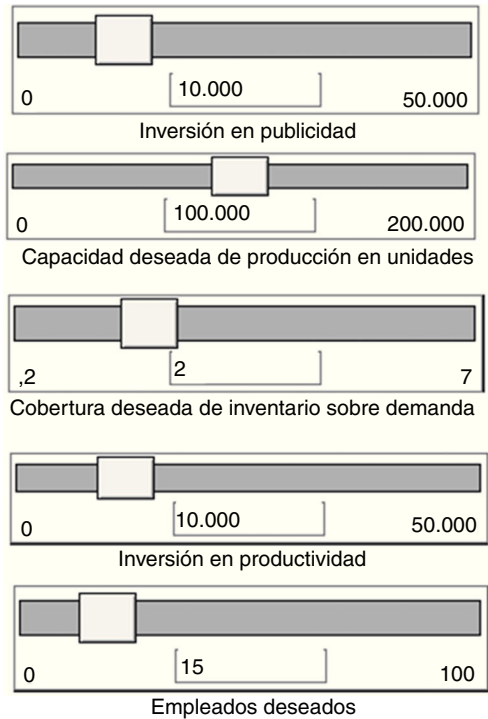 10.000
0 50.000
Inversión en publicidad
100.000
0 200.000
Capacidad deseada de producción en unidades
2
,2 7
Cobertura deseada de inventario sobre demanda
10.000
0 50.000
Inversión en productividad
15
0 100
Empleados deseados